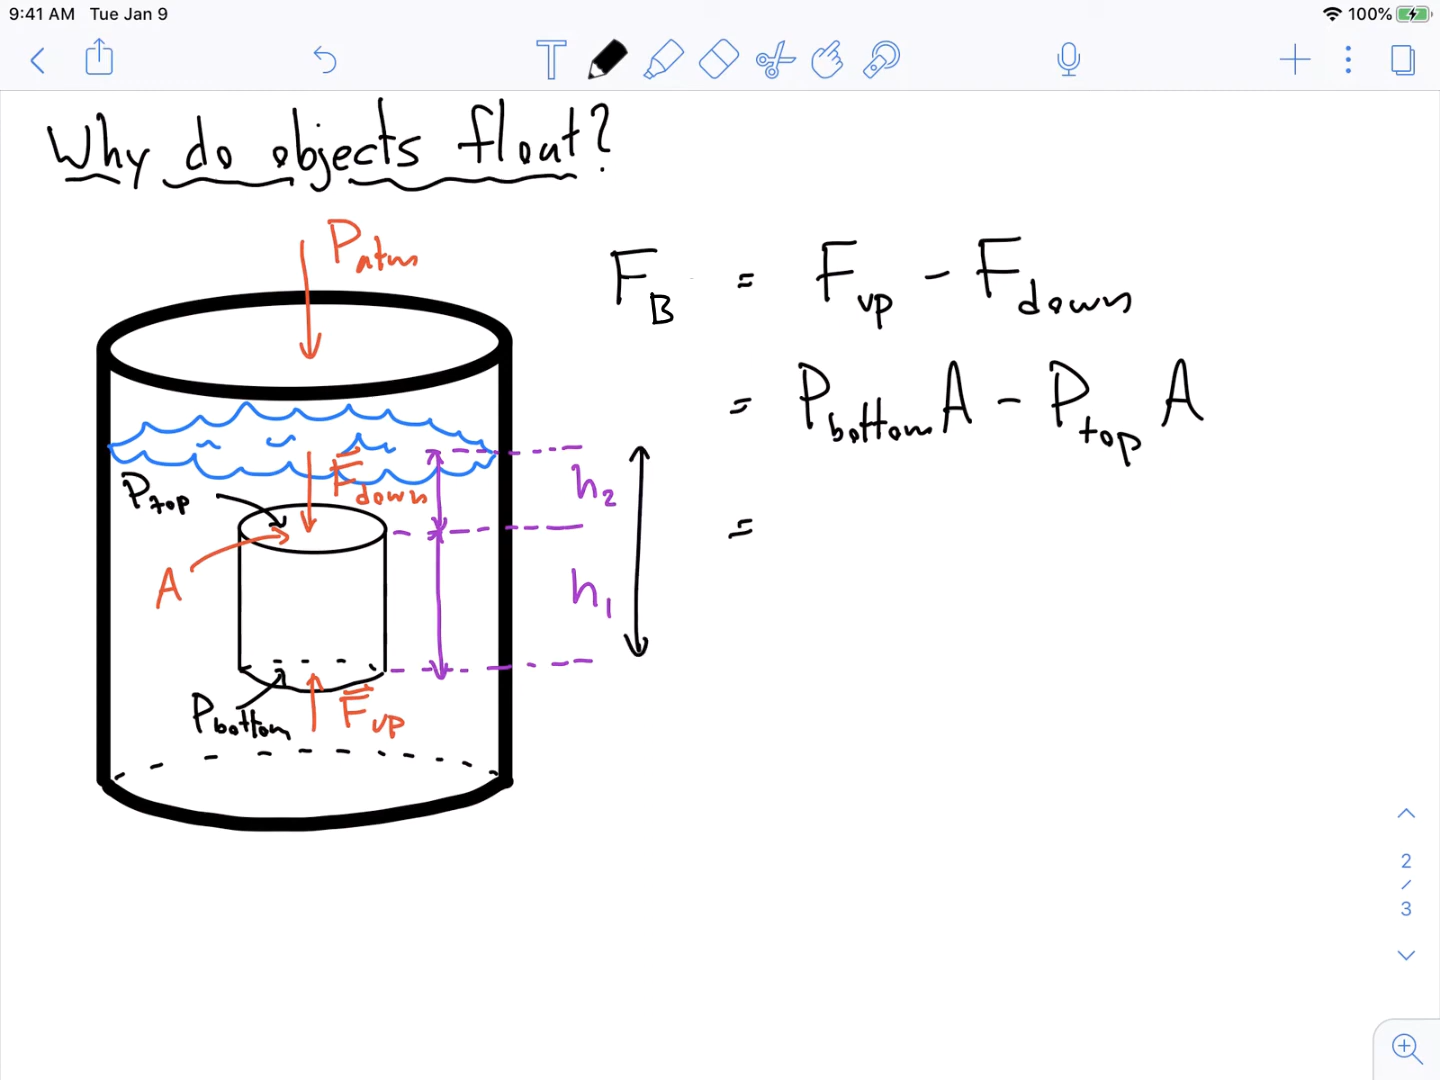 9:41 AM Tue Jan 9
100%
T
Why do objects float?
Patm
F_B = F_up - F_down
= P_bottom A - P_top A
=
P_top
F_down
h_2
A
h_1
P_bottom
F_up
2
/
3